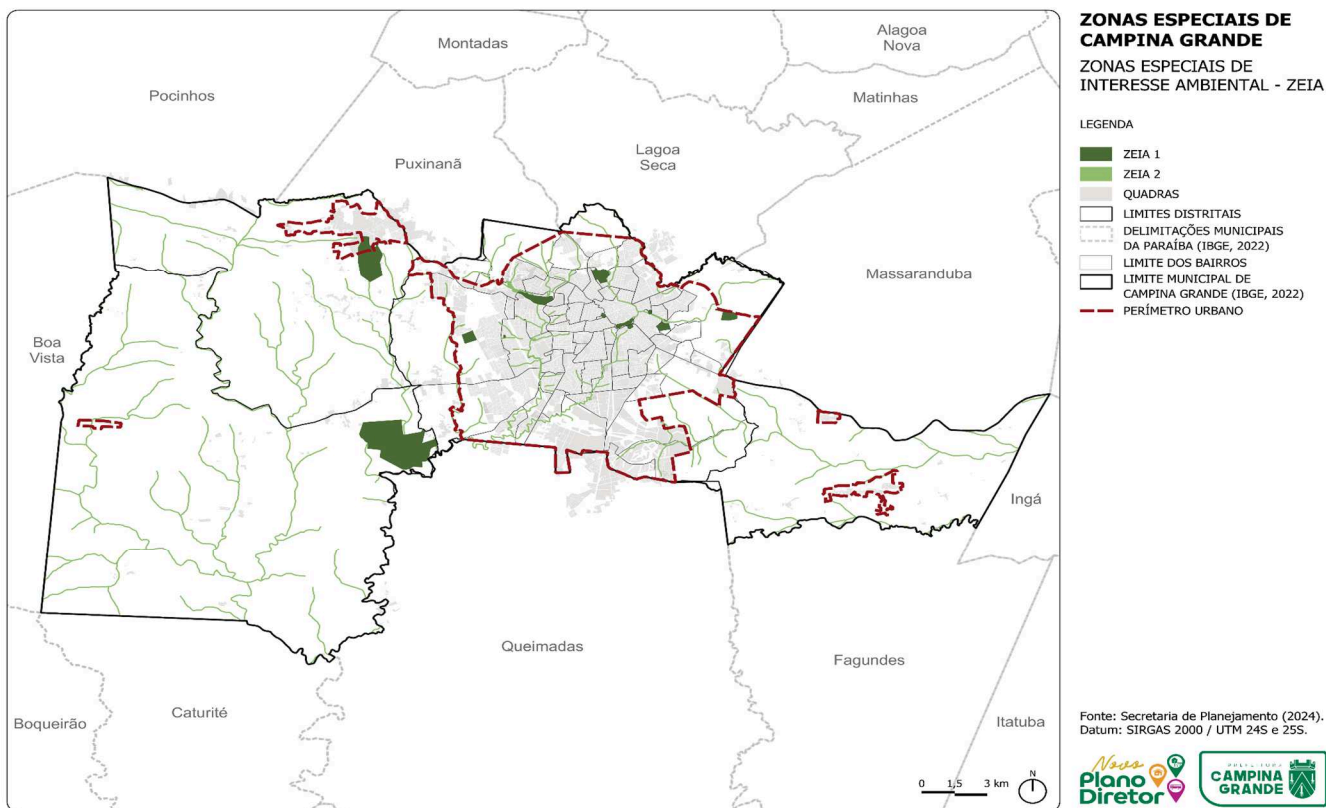 ZONAS ESPECIAIS DE
CAMPINA GRANDE
ZONAS ESPECIAIS DE
INTERESSE AMBIENTAL - ZEIA
LEGENDA
ZEIA 1
ZEIA 2
QUADRAS
LIMITES DISTRITAIS
DELIMITAÇÕES MUNICIPAIS
DA PARAÍBA (IBGE, 2022)
LIMITE DOS BAIRROS
LIMITE MUNICIPAL DE
CAMPINA GRANDE (IBGE, 2022)
PERÍMETRO URBANO
Montadas
Alagoa
Nova
Pocinhos
Matinhas
Lagoa
Seca
Puxinanã
Massaranduba
Boa
Vista
Ingá
Queimadas
Fagundes
Caturité
Boqueirão
Itatuba
0 1,5 3 km
N
Fonte: Secretaria de Planejamento (2024).
Datum: SIRGAS 2000 / UTM 24S e 25S.
Novo
Plano
Diretor
PREFEITURA
CAMPINA
GRANDE